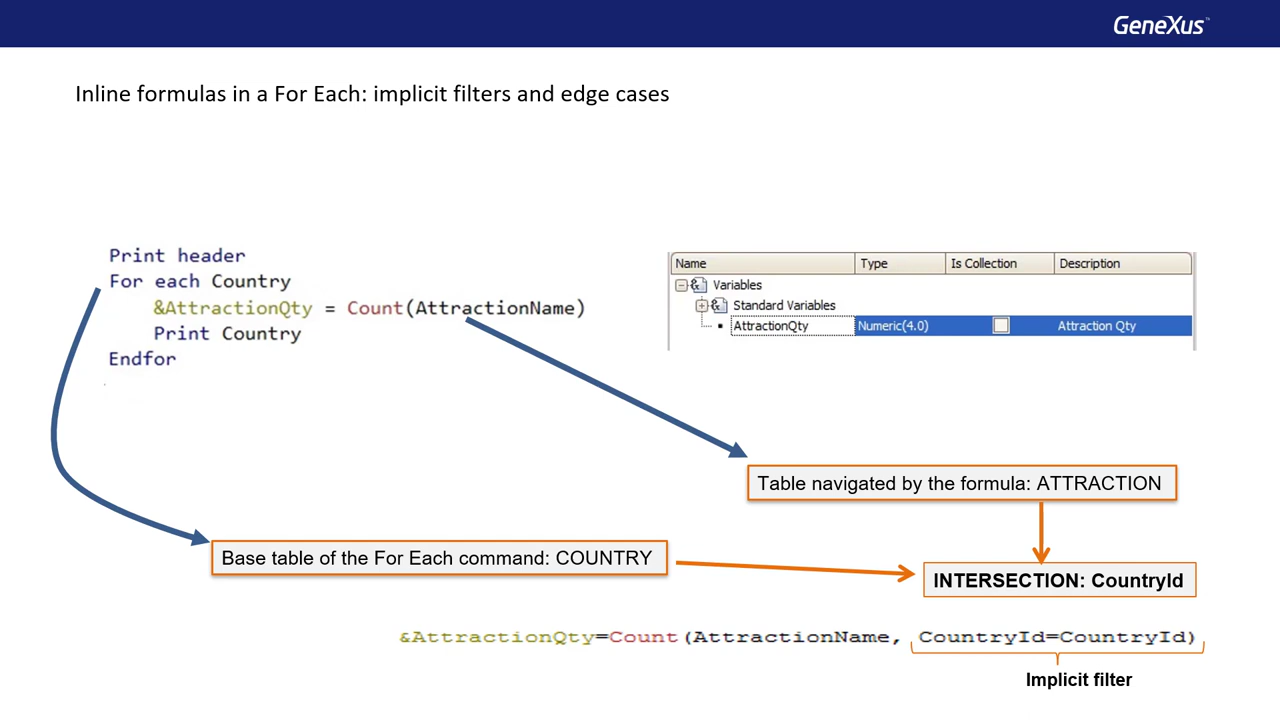 GeneXus™
Inline formulas in a For Each: implicit filters and edge cases
Print header
For each Country
&AttractionQty = Count(AttractionName)
Print Country
Endfor
Name Type Is Collection Description
Variables
Standard Variables
AttractionQty Numeric(4.0) Attraction Qty
Table navigated by the formula: ATTRACTION
Base table of the For Each command: COUNTRY
INTERSECTION: CountryId
&AttractionQty=Count(AttractionName, CountryId=CountryId)
Implicit filter